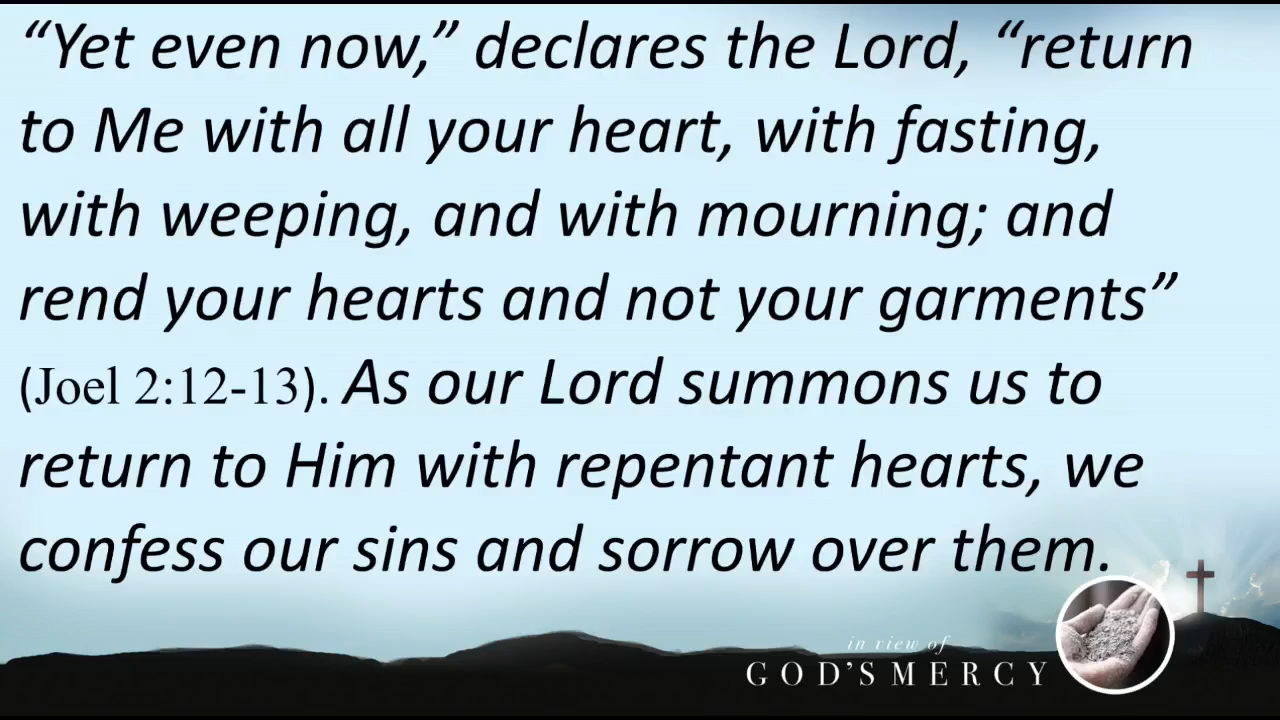 “Yet even now,” declares the Lord, “return
to Me with all your heart, with fasting,
with weeping, and with mourning; and
rend your hearts and not your garments”
(Joel 2:12-13). As our Lord summons us to
return to Him with repentant hearts, we
confess our sins and sorrow over them.
in view of
GOD’S MERCY